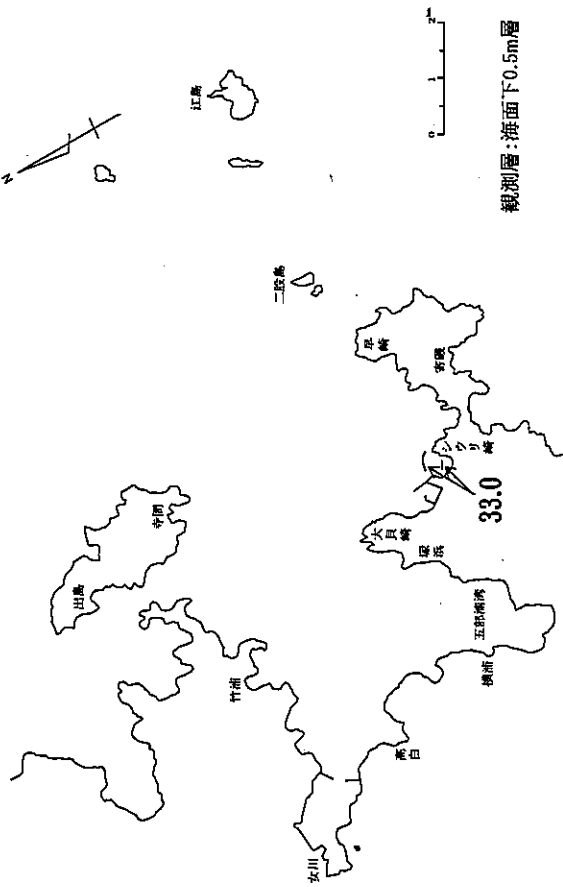 N
江島
二股島
早崎
寄磯
シウリ崎
33.0
大貝崎
塚浜
寺間
出島
竹浦
五部浦湾
横浦
高白
女川
0 1 2
観測層:海面下0.5m層